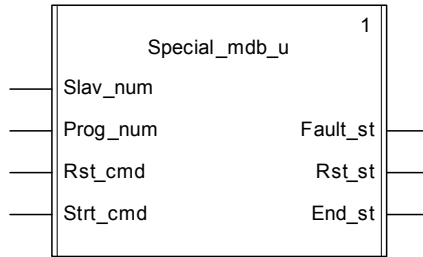 1
Special_mdb_u
Slav_num
Prog_num Fault_st
Rst_cmd Rst_st
Strt_cmd End_st